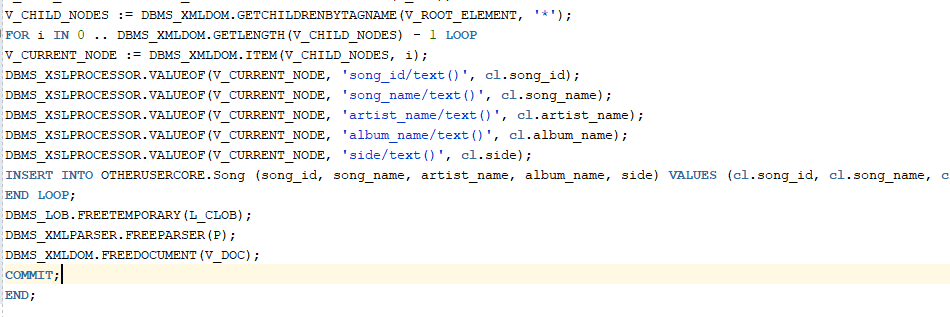 V_CHILD_NODES := DBMS_XMLDOM.GETCHILDRENBYTAGNAME(V_ROOT_ELEMENT, '*');
FOR i IN 0 .. DBMS_XMLDOM.GETLENGTH(V_CHILD_NODES) - 1 LOOP
V_CURRENT_NODE := DBMS_XMLDOM.ITEM(V_CHILD_NODES, i);
DBMS_XSLPROCESSOR.VALUEOF(V_CURRENT_NODE, 'song_id/text()', cl.song_id);
DBMS_XSLPROCESSOR.VALUEOF(V_CURRENT_NODE, 'song_name/text()', cl.song_name);
DBMS_XSLPROCESSOR.VALUEOF(V_CURRENT_NODE, 'artist_name/text()', cl.artist_name);
DBMS_XSLPROCESSOR.VALUEOF(V_CURRENT_NODE, 'album_name/text()', cl.album_name);
DBMS_XSLPROCESSOR.VALUEOF(V_CURRENT_NODE, 'side/text()', cl.side);
INSERT INTO OTHERUSERCORE.Song (song_id, song_name, artist_name, album_name, side) VALUES (cl.song_id, cl.song_name, c
END LOOP;
DBMS_LOB.FREETEMPORARY(L_CLOB);
DBMS_XMLPARSER.FREEPARSER(P);
DBMS_XMLDOM.FREEDOCUMENT(V_DOC);
COMMIT;
END;